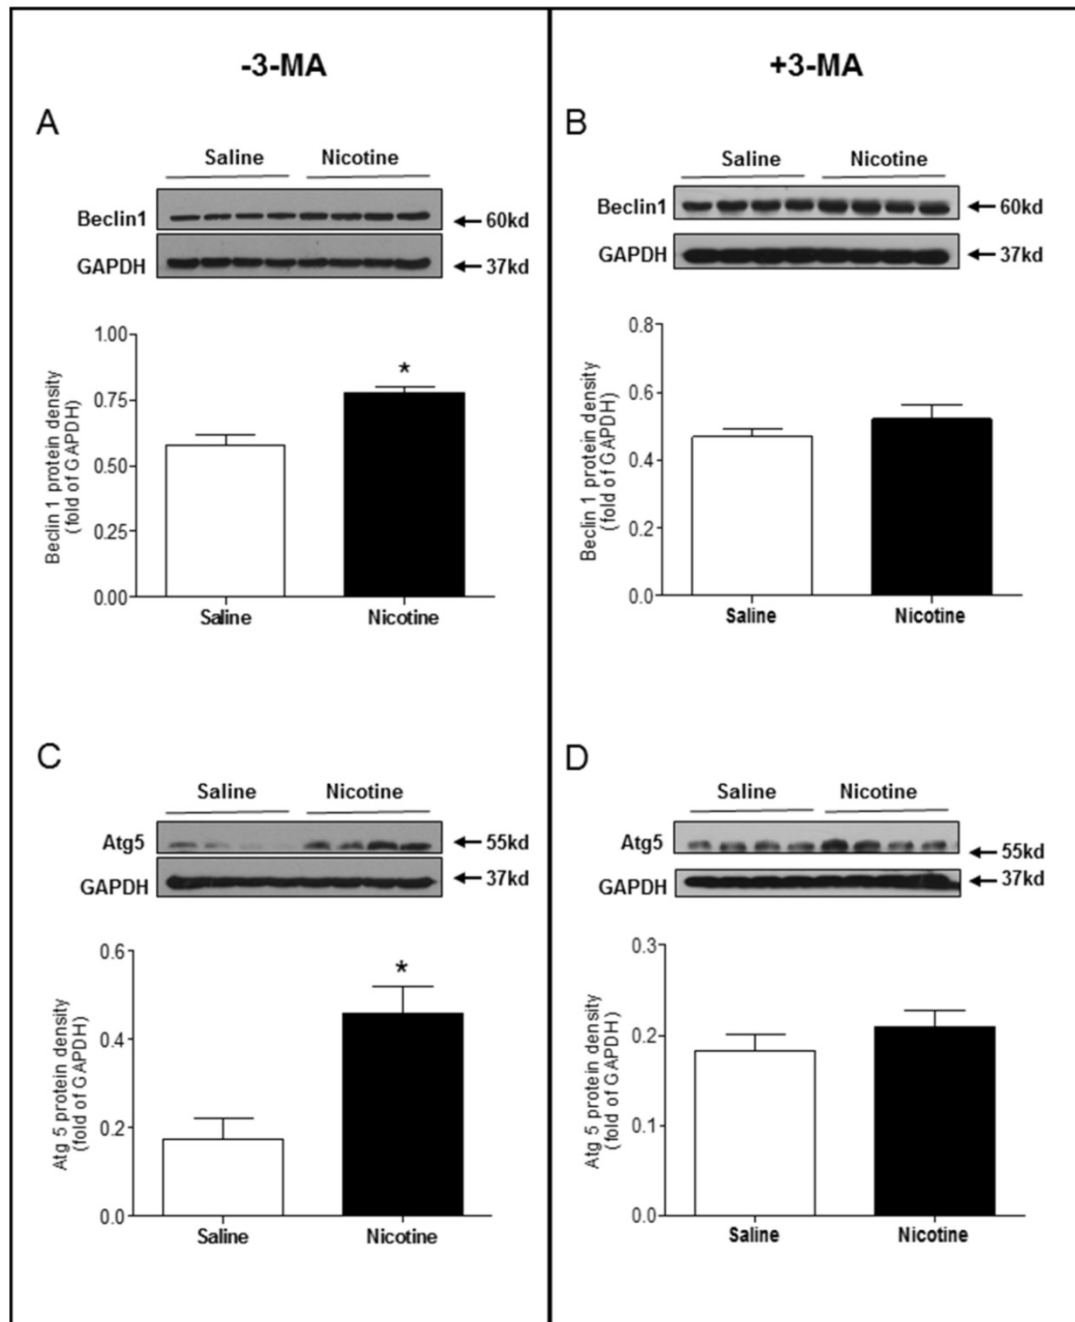 -3-MA
+3-MA
A
Saline Nicotine
Beclin1
60kd
GAPDH
37kd
Beclin 1 protein density
(fold of GAPDH)
1.00
0.75
0.50
0.25
0.00
*
Saline Nicotine
B
Saline Nicotine
Beclin1
60kd
GAPDH
37kd
Beclin 1 protein density
(fold of GAPDH)
0.8
0.6
0.4
0.2
0.0
Saline Nicotine
C
Saline Nicotine
Atg5
55kd
GAPDH
37kd
Atg 5 protein density
(fold of GAPDH)
0.6
0.4
0.2
0.0
*
Saline Nicotine
D
Saline Nicotine
Atg5
55kd
GAPDH
37kd
Atg 5 protein density
(fold of GAPDH)
0.3
0.2
0.1
0.0
Saline Nicotine